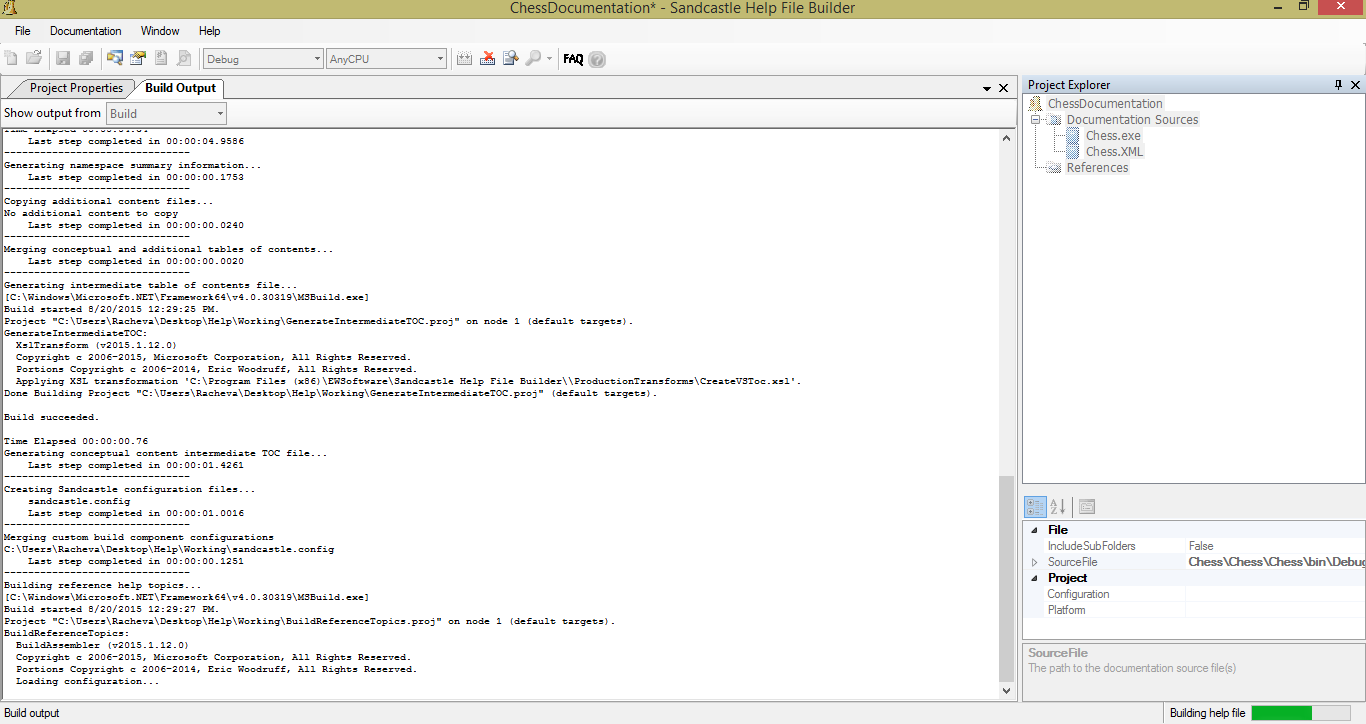 ChessDocumentation* - Sandcastle Help File Builder
File Documentation Window Help
Debug AnyCPU FAQ
Project Properties Build Output
Show output from Build
Last step completed in 00:00:04.9586
-------------------------------
Generating namespace summary information...
Last step completed in 00:00:00.1753
-------------------------------
Copying additional content files...
No additional content to copy
Last step completed in 00:00:00.0240
-------------------------------
Merging conceptual and additional tables of contents...
Last step completed in 00:00:00.0020
-------------------------------
Generating intermediate table of contents file...
[C:\Windows\Microsoft.NET\Framework64\v4.0.30319\MSBuild.exe]
Build started 8/20/2015 12:29:25 PM.
Project "C:\Users\Racheva\Desktop\Help\Working\GenerateIntermediateTOC.proj" on node 1 (default targets).
GenerateIntermediateTOC:
XslTransform (v2015.1.12.0)
Copyright c 2006-2015, Microsoft Corporation, All Rights Reserved.
Portions Copyright c 2006-2014, Eric Woodruff, All Rights Reserved.
Applying XSL transformation 'C:\Program Files (x86)\EWSoftware\Sandcastle Help File Builder\\ProductionTransforms\CreateVSToc.xsl'.
Done Building Project "C:\Users\Racheva\Desktop\Help\Working\GenerateIntermediateTOC.proj" (default targets).
Build succeeded.
Time Elapsed 00:00:00.76
Generating conceptual content intermediate TOC file...
Last step completed in 00:00:01.4261
-------------------------------
Creating Sandcastle configuration files...
sandcastle.config
Last step completed in 00:00:01.0016
-------------------------------
Merging custom build component configurations
C:\Users\Racheva\Desktop\Help\Working\sandcastle.config
Last step completed in 00:00:00.1251
-------------------------------
Building reference help topics...
[C:\Windows\Microsoft.NET\Framework64\v4.0.30319\MSBuild.exe]
Build started 8/20/2015 12:29:27 PM.
Project "C:\Users\Racheva\Desktop\Help\Working\BuildReferenceTopics.proj" on node 1 (default targets).
BuildReferenceTopics:
BuildAssembler (v2015.1.12.0)
Copyright c 2006-2015, Microsoft Corporation, All Rights Reserved.
Portions Copyright c 2006-2014, Eric Woodruff, All Rights Reserved.
Loading configuration...
Project Explorer
ChessDocumentation
Documentation Sources
Chess.exe
Chess.XML
References
File
IncludeSubFolders False
SourceFile Chess\Chess\Chess\bin\Debug
Project
Configuration
Platform
SourceFile
The path to the documentation source file(s)
Build output Building help file